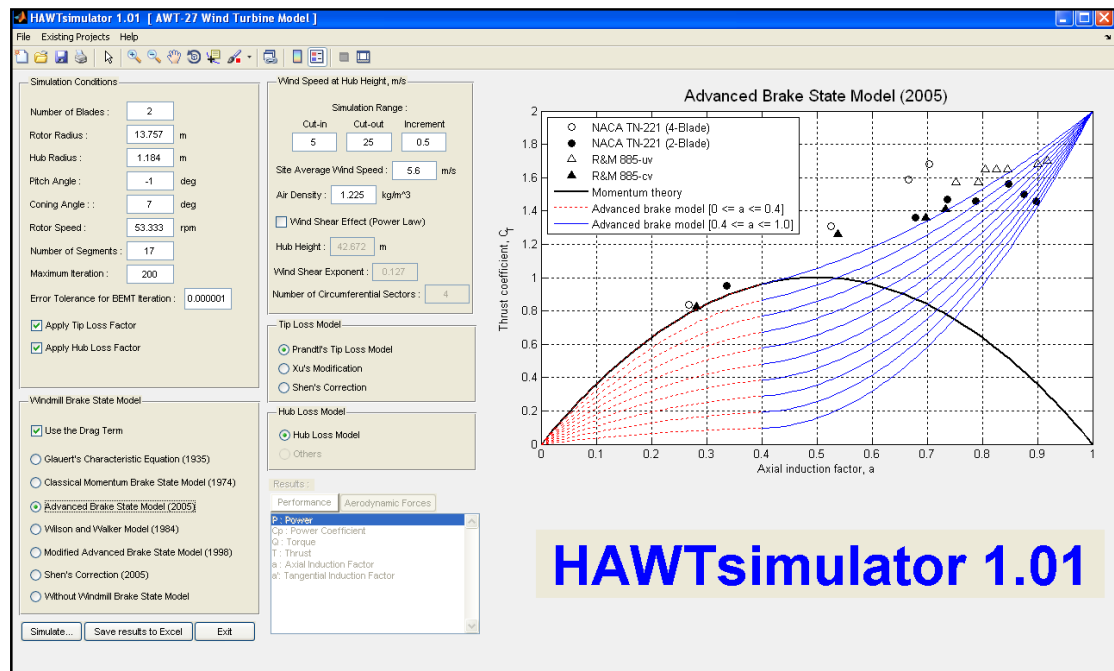 HAWTsimulator 1.01 [ AWT-27 Wind Turbine Model ]
File Existing Projects Help
Simulation Conditions
Number of Blades : 2
Rotor Radius : 13.757 m
Hub Radius : 1.184 m
Pitch Angle : -1 deg
Coning Angle : : 7 deg
Rotor Speed : 53.333 rpm
Number of Segments : 17
Maximum Iteration : 200
Error Tolerance for BEMT Iteration : 0.000001
Apply Tip Loss Factor
Apply Hub Loss Factor
Windmill Brake State Model
Use the Drag Term
Glauert's Characteristic Equation (1935)
Classical Momentum Brake State Model (1974)
Advanced Brake State Model (2005)
Wilson and Walker Model (1984)
Modified Advanced Brake State Model (1998)
Shen's Correction (2005)
Without Windmill Brake State Model
Simulate... Save results to Excel Exit
Wind Speed at Hub Height, m/s
Simulation Range :
Cut-in Cut-out Increment
5 25 0.5
Site Average Wind Speed : 5.6 m/s
Air Density : 1.225 kg/m^3
Wind Shear Effect (Power Law)
Hub Height : 42.672 m
Wind Shear Exponent : 0.127
Number of Circumferential Sectors : 4
Tip Loss Model
Prandtl's Tip Loss Model
Xu's Modification
Shen's Correction
Hub Loss Model
Hub Loss Model
Others
Results :
Performance Aerodynamic Forces
P : Power
Cp : Power Coefficient
Q : Torque
T : Thrust
a : Axial Induction Factor
a': Tangential Induction Factor
Advanced Brake State Model (2005)
NACA TN-221 (4-Blade)
NACA TN-221 (2-Blade)
R&M 885-uv
R&M 885-cv
Momentum theory
Advanced brake model [0 <= a <= 0.4]
Advanced brake model [0.4 <= a <= 1.0]
Thrust coefficient, CT
2
1.8
1.6
1.4
1.2
1
0.8
0.6
0.4
0.2
0
0 0.1 0.2 0.3 0.4 0.5 0.6 0.7 0.8 0.9 1
Axial induction factor, a
HAWTsimulator 1.01